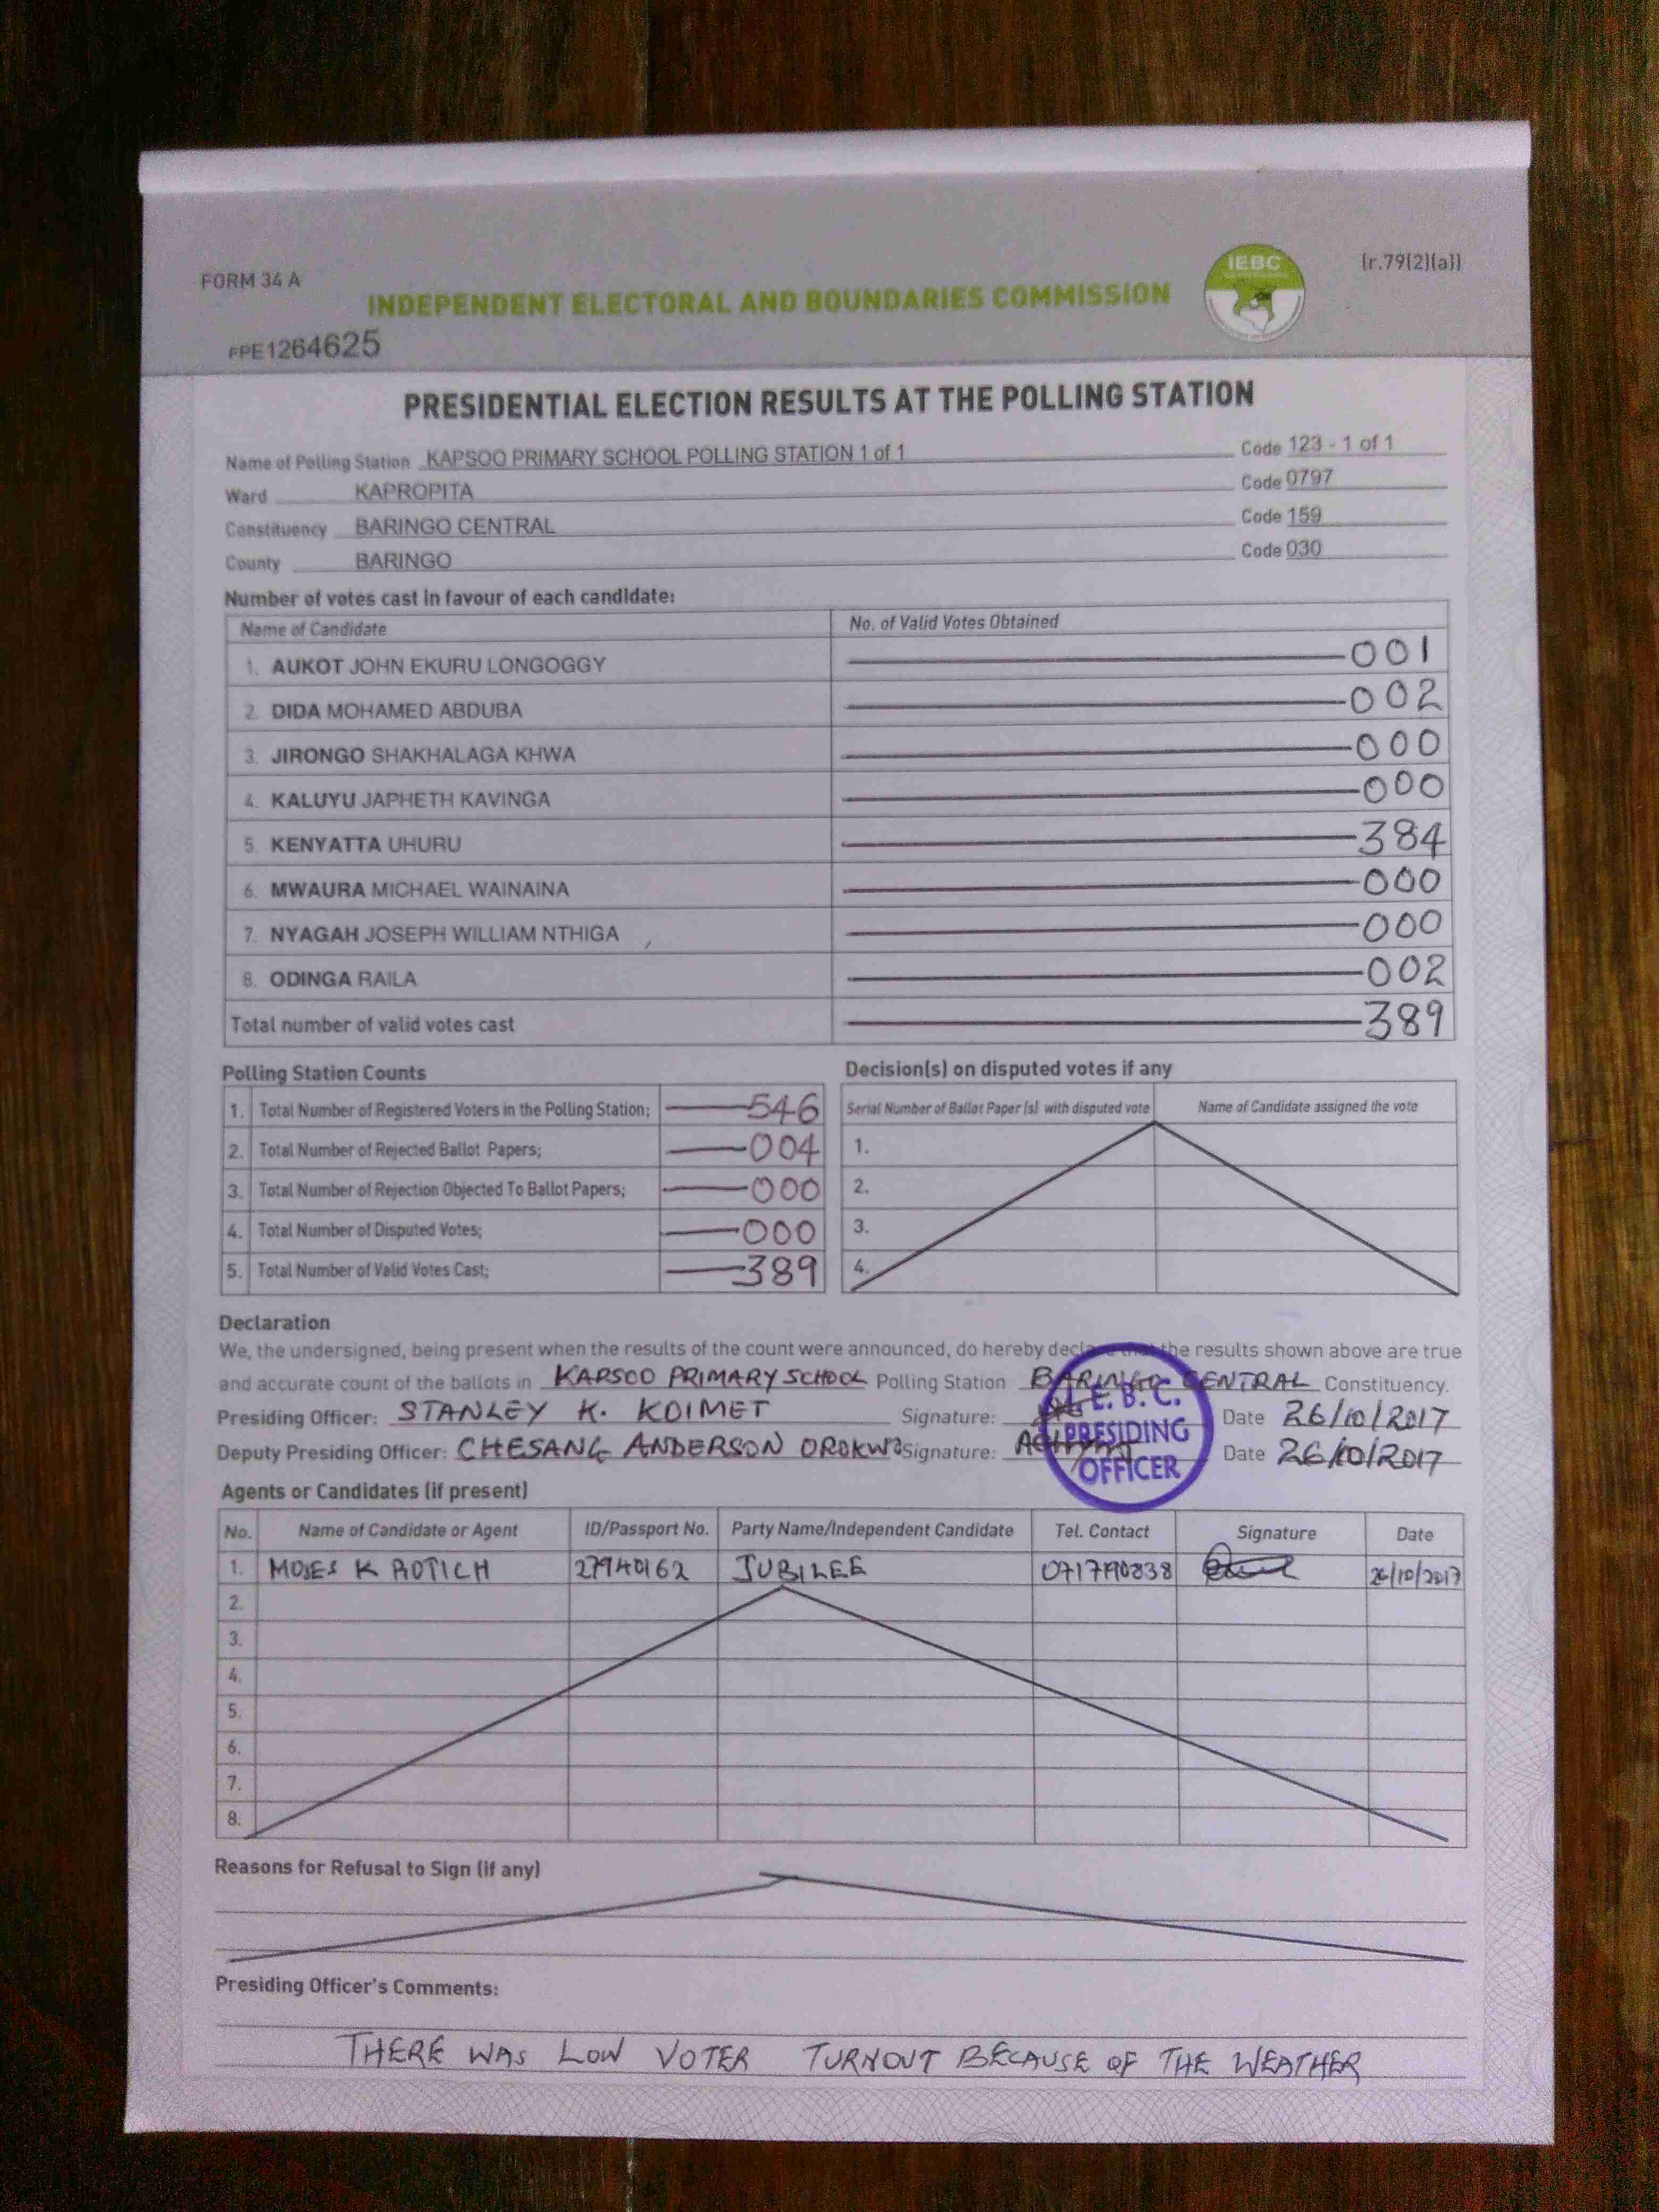 FORM 34 A
IEBC
(r.79(2)(a))
INDEPENDENT ELECTORAL AND BOUNDARIES COMMISSION
FPE1264625
PRESIDENTIAL ELECTION RESULTS AT THE POLLING STATION
Name of Polling Station KAPSOO PRIMARY SCHOOL POLLING STATION 1 of 1 Code 123 - 1 of 1
Ward KAPROPITA Code 0797
Constituency BARINGO CENTRAL Code 159
County BARINGO Code 030
Number of votes cast in favour of each candidate:
Name of Candidate No. of Valid Votes Obtained
1. AUKOT JOHN EKURU LONGOGGY 001
2. DIDA MOHAMED ABDUBA 002
3. JIRONGO SHAKHALAGA KHWA 000
4. KALUYU JAPHETH KAVINGA 000
5. KENYATTA UHURU 384
6. MWAURA MICHAEL WAINAINA 000
7. NYAGAH JOSEPH WILLIAM NTHIGA 000
8. ODINGA RAILA 002
Total number of valid votes cast 389
Polling Station Counts
1. Total Number of Registered Voters in the Polling Station; 546
2. Total Number of Rejected Ballot Papers; 004
3. Total Number of Rejection Objected To Ballot Papers; 000
4. Total Number of Disputed Votes; 000
5. Total Number of Valid Votes Cast; 389
Decision(s) on disputed votes if any
Serial Number of Ballot Paper (s) with disputed vote Name of Candidate assigned the vote
1.
2.
3.
4.
Declaration
We, the undersigned, being present when the results of the count were announced, do hereby declare that the results shown above are true
and accurate count of the ballots in KAPSOO PRIMARY SCHOOL Polling Station BARINGO CENTRAL Constituency.
Presiding Officer: STANLEY K. KOIMET Signature: Date 26/10/2017
Deputy Presiding Officer: CHESANG ANDERSON Signature: Date 26/10/2017
I.E.B.C.
PRESIDING
OFFICER
Agents or Candidates (if present)
No. Name of Candidate or Agent ID/Passport No. Party Name/Independent Candidate Tel. Contact Signature Date
1. MOSES K ROTICH 27940162 JUBILEE 26/10/2017
2.
3.
4.
5.
6.
7.
8.
Reasons for Refusal to Sign (if any)
Presiding Officer's Comments:
THERE WAS LOW VOTER TURNOUT BECAUSE OF THE WEATHER